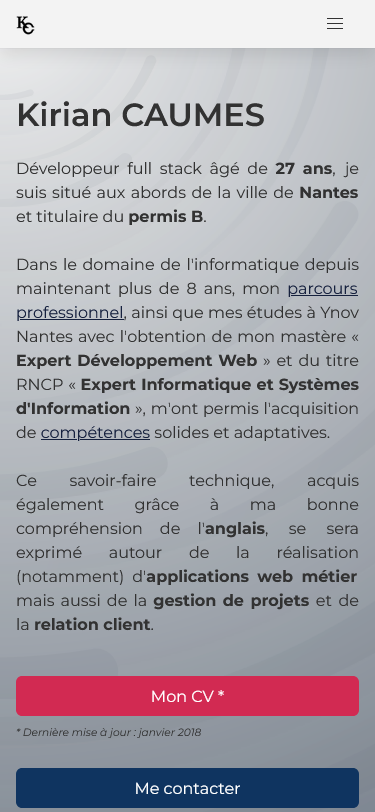 KC
Kirian CAUMES
Développeur full stack âgé de 27 ans, je
suis situé aux abords de la ville de Nantes
et titulaire du permis B.
Dans le domaine de l'informatique depuis
maintenant plus de 8 ans, mon parcours
professionnel, ainsi que mes études à Ynov
Nantes avec l'obtention de mon mastère «
Expert Développement Web » et du titre
RNCP « Expert Informatique et Systèmes
d'Information », m'ont permis l'acquisition
de compétences solides et adaptatives.
Ce savoir-faire technique, acquis
également grâce à ma bonne
compréhension de l'anglais, se sera
exprimé autour de la réalisation
(notamment) d'applications web métier
mais aussi de la gestion de projets et de
la relation client.
Mon CV *
* Dernière mise à jour : janvier 2018
Me contacter